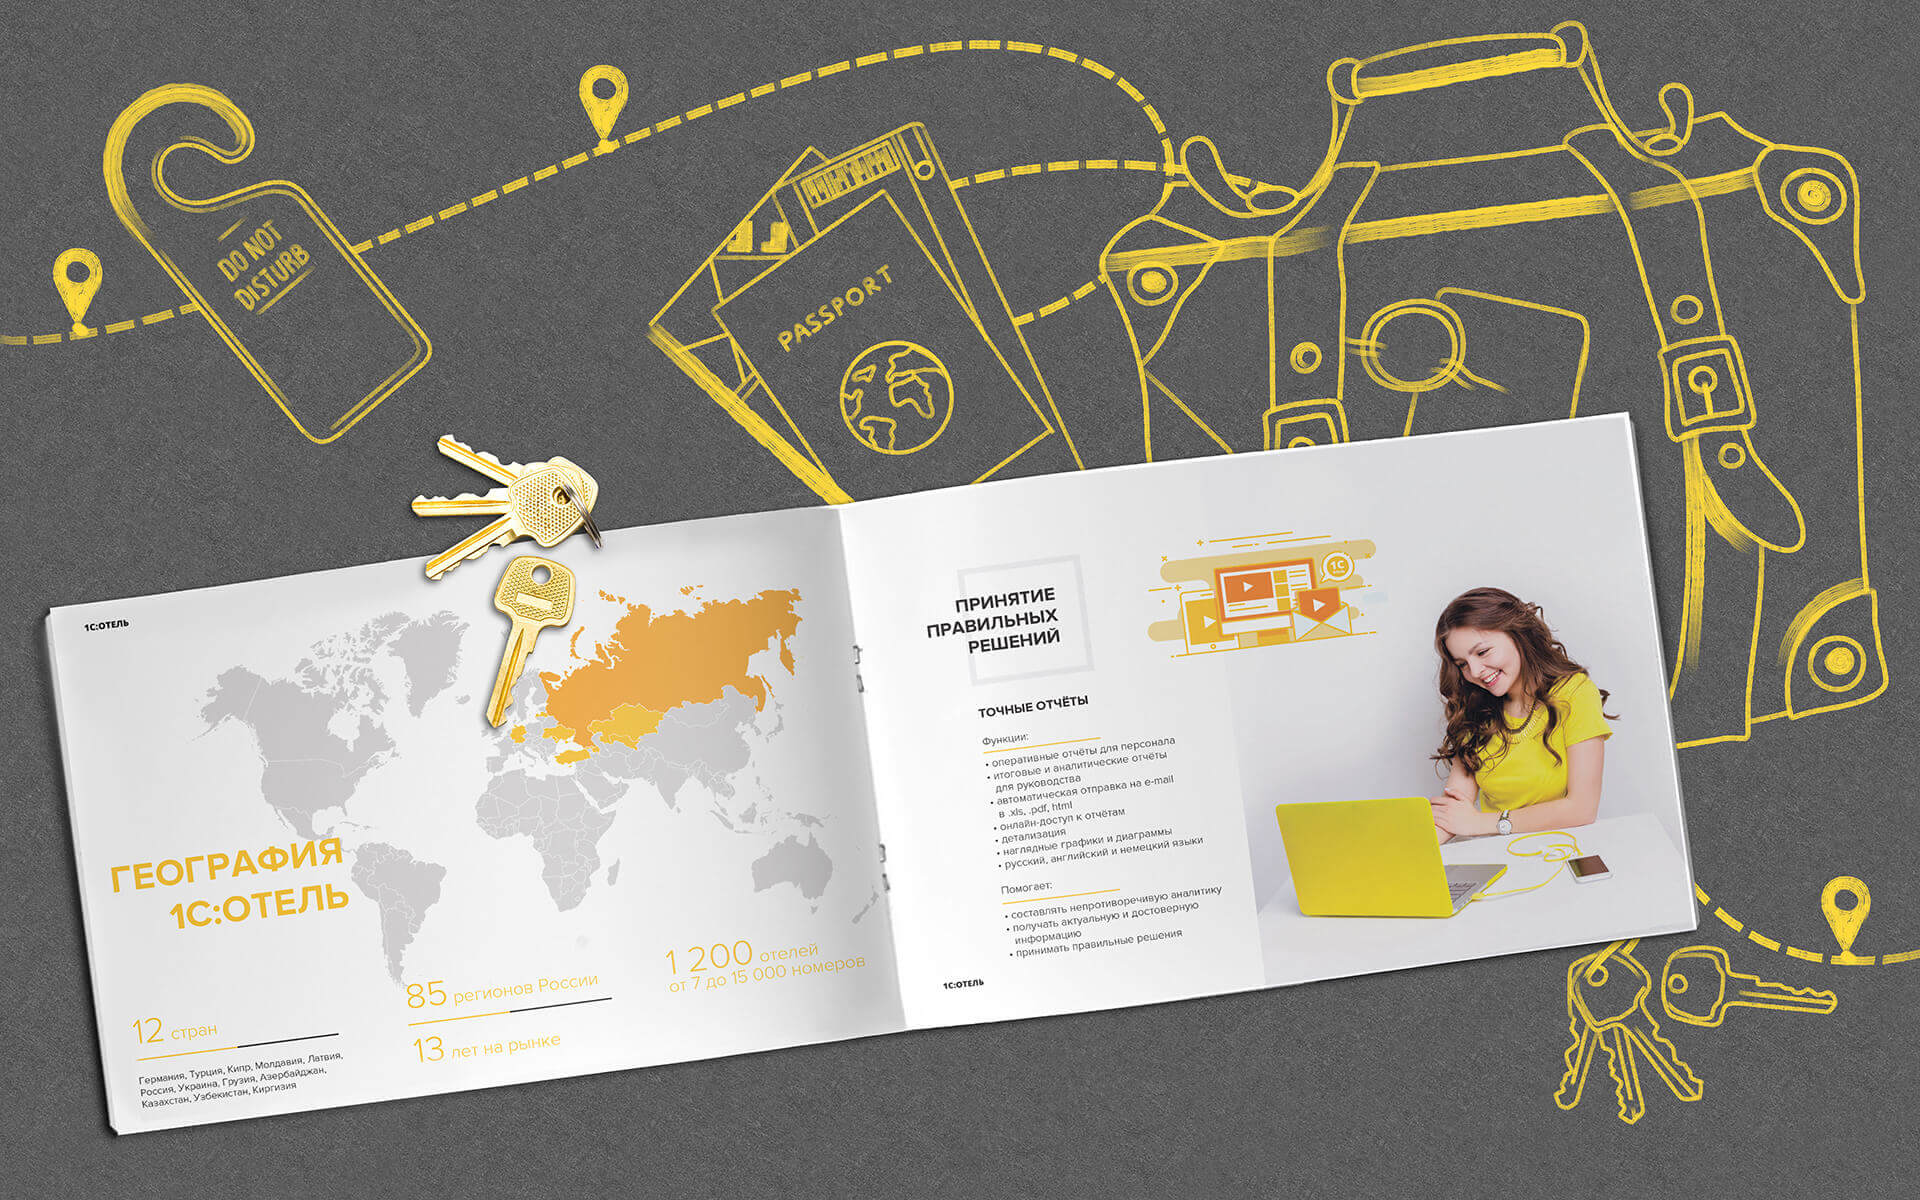 DO NOT
DISTURB
PASSPORT
1С:ОТЕЛЬ
ГЕОГРАФИЯ
1С:ОТЕЛЬ
12 стран
Германия, Турция, Кипр, Молдавия, Латвия,
Россия, Украина, Грузия, Азербайджан,
Казахстан, Узбекистан, Киргизия
85 регионов России
13 лет на рынке
1 200 отелей
от 7 до 15 000 номеров
ПРИНЯТИЕ
ПРАВИЛЬНЫХ
РЕШЕНИЙ
1С
ТОЧНЫЕ ОТЧЁТЫ
Функции:
• оперативные отчёты для персонала
• итоговые и аналитические отчёты
для руководства
• автоматическая отправка на e-mail
в .xls, .pdf, html
• онлайн-доступ к отчётам
• детализация
• наглядные графики и диаграммы
• русский, английский и немецкий языки
Помогает:
• составлять непротиворечивую аналитику
• получать актуальную и достоверную
информацию
• принимать правильные решения
1С:ОТЕЛЬ